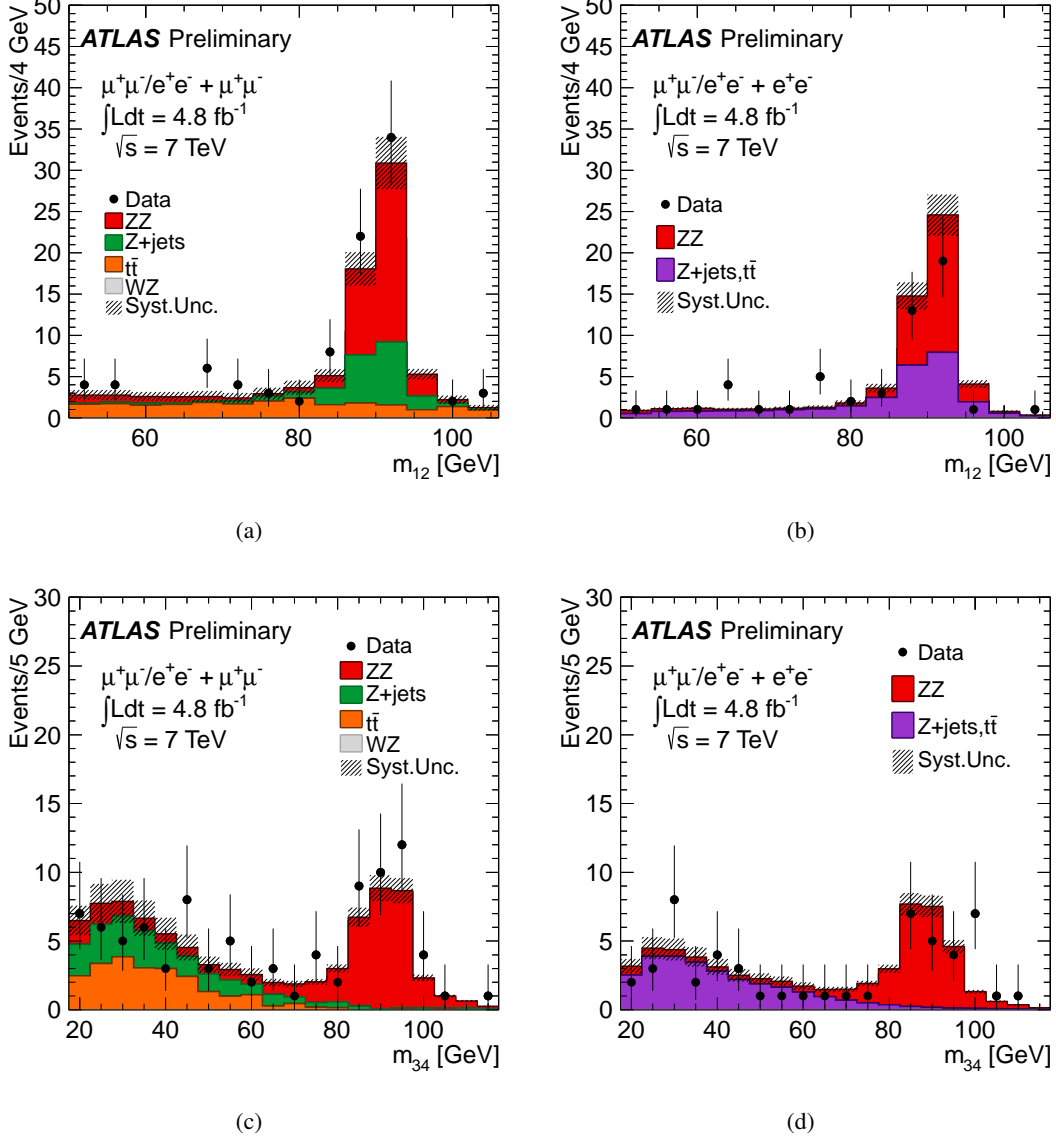 Events/4 GeV
50
45
40
35
30
25
20
15
10
5
0
ATLAS Preliminary
μ⁺μ⁻/e⁺e⁻ + μ⁺μ⁻
∫Ldt = 4.8 fb⁻¹
√s = 7 TeV
Data
ZZ
Z+jets
tt̄
WZ
Syst.Unc.
60 80 100
m₁₂ [GeV]
(a)
Events/4 GeV
50
45
40
35
30
25
20
15
10
5
0
ATLAS Preliminary
μ⁺μ⁻/e⁺e⁻ + e⁺e⁻
∫Ldt = 4.8 fb⁻¹
√s = 7 TeV
Data
ZZ
Z+jets,tt̄
Syst.Unc.
60 80 100
m₁₂ [GeV]
(b)
Events/5 GeV
30
25
20
15
10
5
0
ATLAS Preliminary
μ⁺μ⁻/e⁺e⁻ + μ⁺μ⁻
∫Ldt = 4.8 fb⁻¹
√s = 7 TeV
Data
ZZ
Z+jets
tt̄
WZ
Syst.Unc.
20 40 60 80 100
m₃₄ [GeV]
(c)
Events/5 GeV
30
25
20
15
10
5
0
ATLAS Preliminary
μ⁺μ⁻/e⁺e⁻ + e⁺e⁻
∫Ldt = 4.8 fb⁻¹
√s = 7 TeV
Data
ZZ
Z+jets,tt̄
Syst.Unc.
20 40 60 80 100
m₃₄ [GeV]
(d)